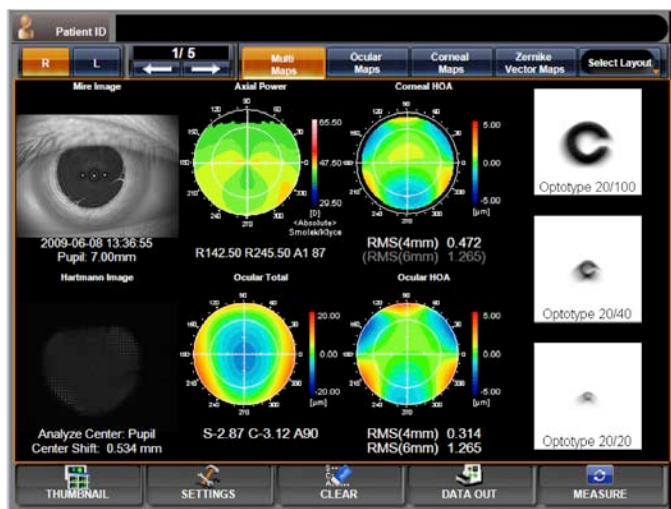 Patient ID
R L
1/ 5
Multi Maps
Ocular Maps
Corneal Maps
Zernike Vector Maps
Select Layout
Mire Image
Axial Power
Corneal HOA
65.50
47.50
29.50
[D]
<Absolute>
Smolek/Klyce
5.00
0.00
-5.00
[µm]
Optotype 20/100
2009-06-08 13:36:55
Pupil: 7.00mm
R142.50 R245.50 A1 87
RMS(4mm) 0.472
(RMS(6mm) 1.265)
Hartmann Image
Ocular Total
Ocular HOA
20.00
0.00
-20.00
[µm]
5.00
0.00
-5.00
[µm]
Optotype 20/40
Analyze Center: Pupil
Center Shift: 0.534 mm
S-2.87 C-3.12 A90
RMS(4mm) 0.314
RMS(6mm) 1.265
Optotype 20/20
THUMBNAIL
SETTINGS
CLEAR
DATA OUT
MEASURE